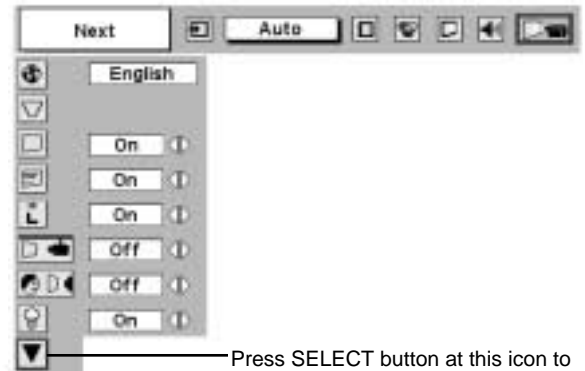 Next
Auto
English
On
On
On
Off
Off
On
Press SELECT button at this icon to